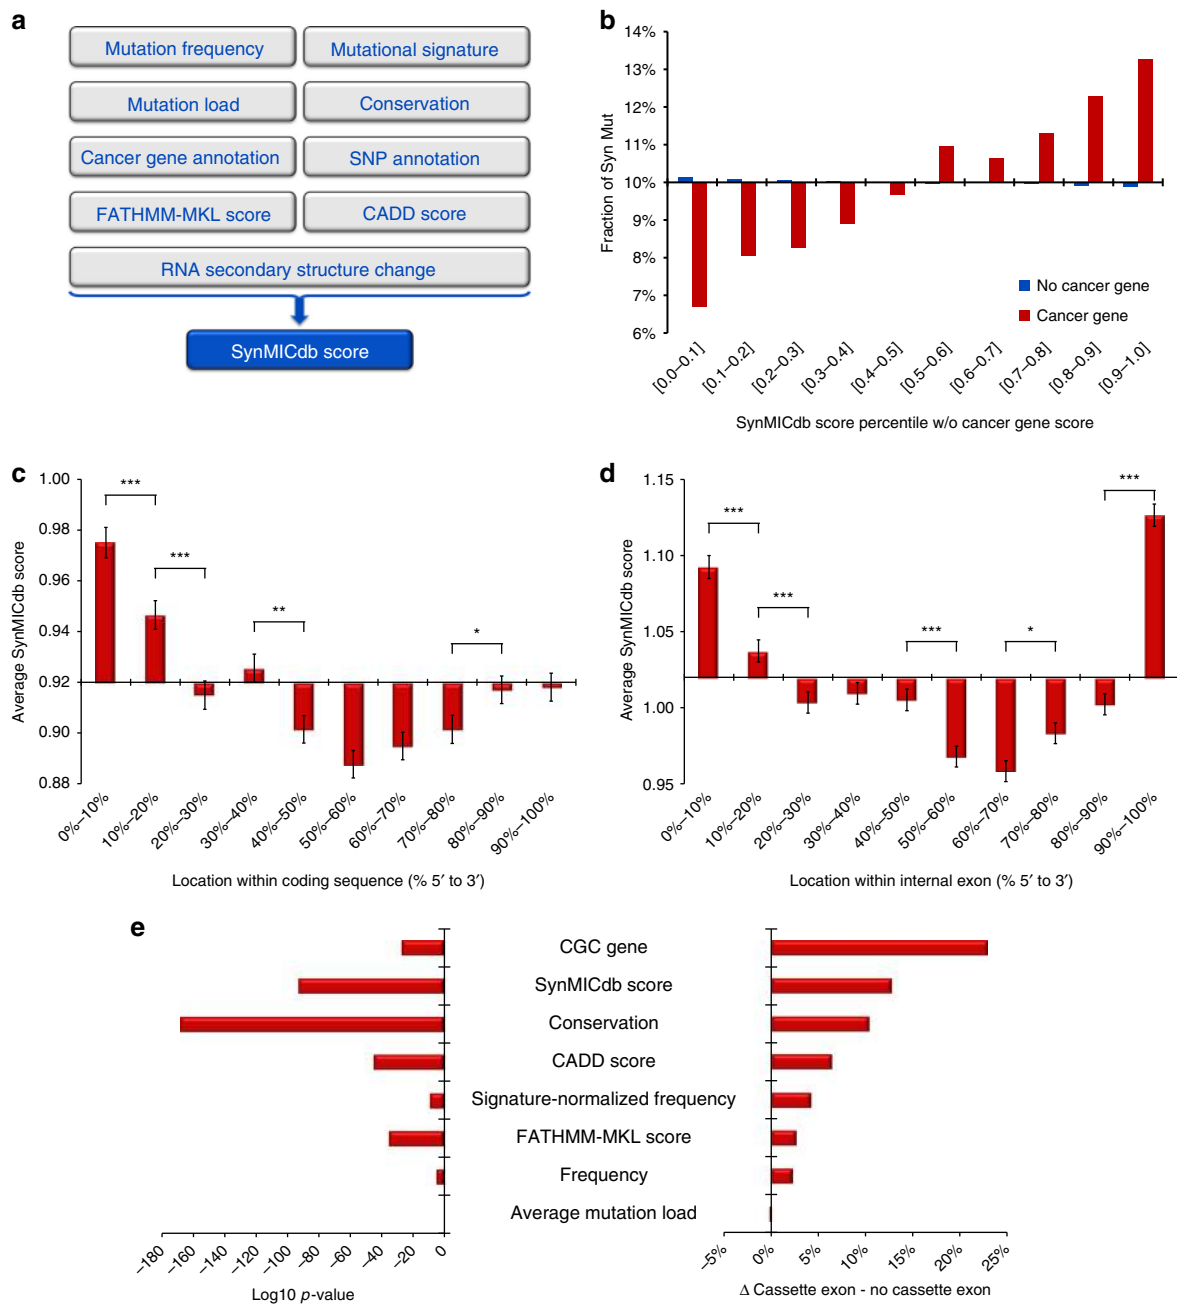 a
Mutation frequency
Mutational signature
Mutation load
Conservation
Cancer gene annotation
SNP annotation
FATHMM-MKL score
CADD score
RNA secondary structure change
SynMICdb score
b
Fraction of Syn Mut
14%
13%
12%
11%
10%
9%
8%
7%
6%
No cancer gene
Cancer gene
[0.0–0.1]
[0.1–0.2]
[0.2–0.3]
[0.3–0.4]
[0.4–0.5]
[0.5–0.6]
[0.6–0.7]
[0.7–0.8]
[0.8–0.9]
[0.9–1.0]
SynMICdb score percentile w/o cancer gene score
c
Average SynMICdb score
1.00
0.98
0.96
0.94
0.92
0.90
0.88
***
***
**
*
0%–10%
10%–20%
20%–30%
30%–40%
40%–50%
50%–60%
60%–70%
70%–80%
80%–90%
90%–100%
Location within coding sequence (% 5′ to 3′)
d
Average SynMICdb score
1.15
1.10
1.05
1.00
0.95
***
***
***
*
***
0%–10%
10%–20%
20%–30%
30%–40%
40%–50%
50%–60%
60%–70%
70%–80%
80%–90%
90%–100%
Location within internal exon (% 5′ to 3′)
e
CGC gene
SynMICdb score
Conservation
CADD score
Signature-normalized frequency
FATHMM-MKL score
Frequency
Average mutation load
–180
–160
–140
–120
–100
–80
–60
–40
–20
0
Log10 p-value
–5%
0%
5%
10%
15%
20%
25%
Δ Cassette exon - no cassette exon